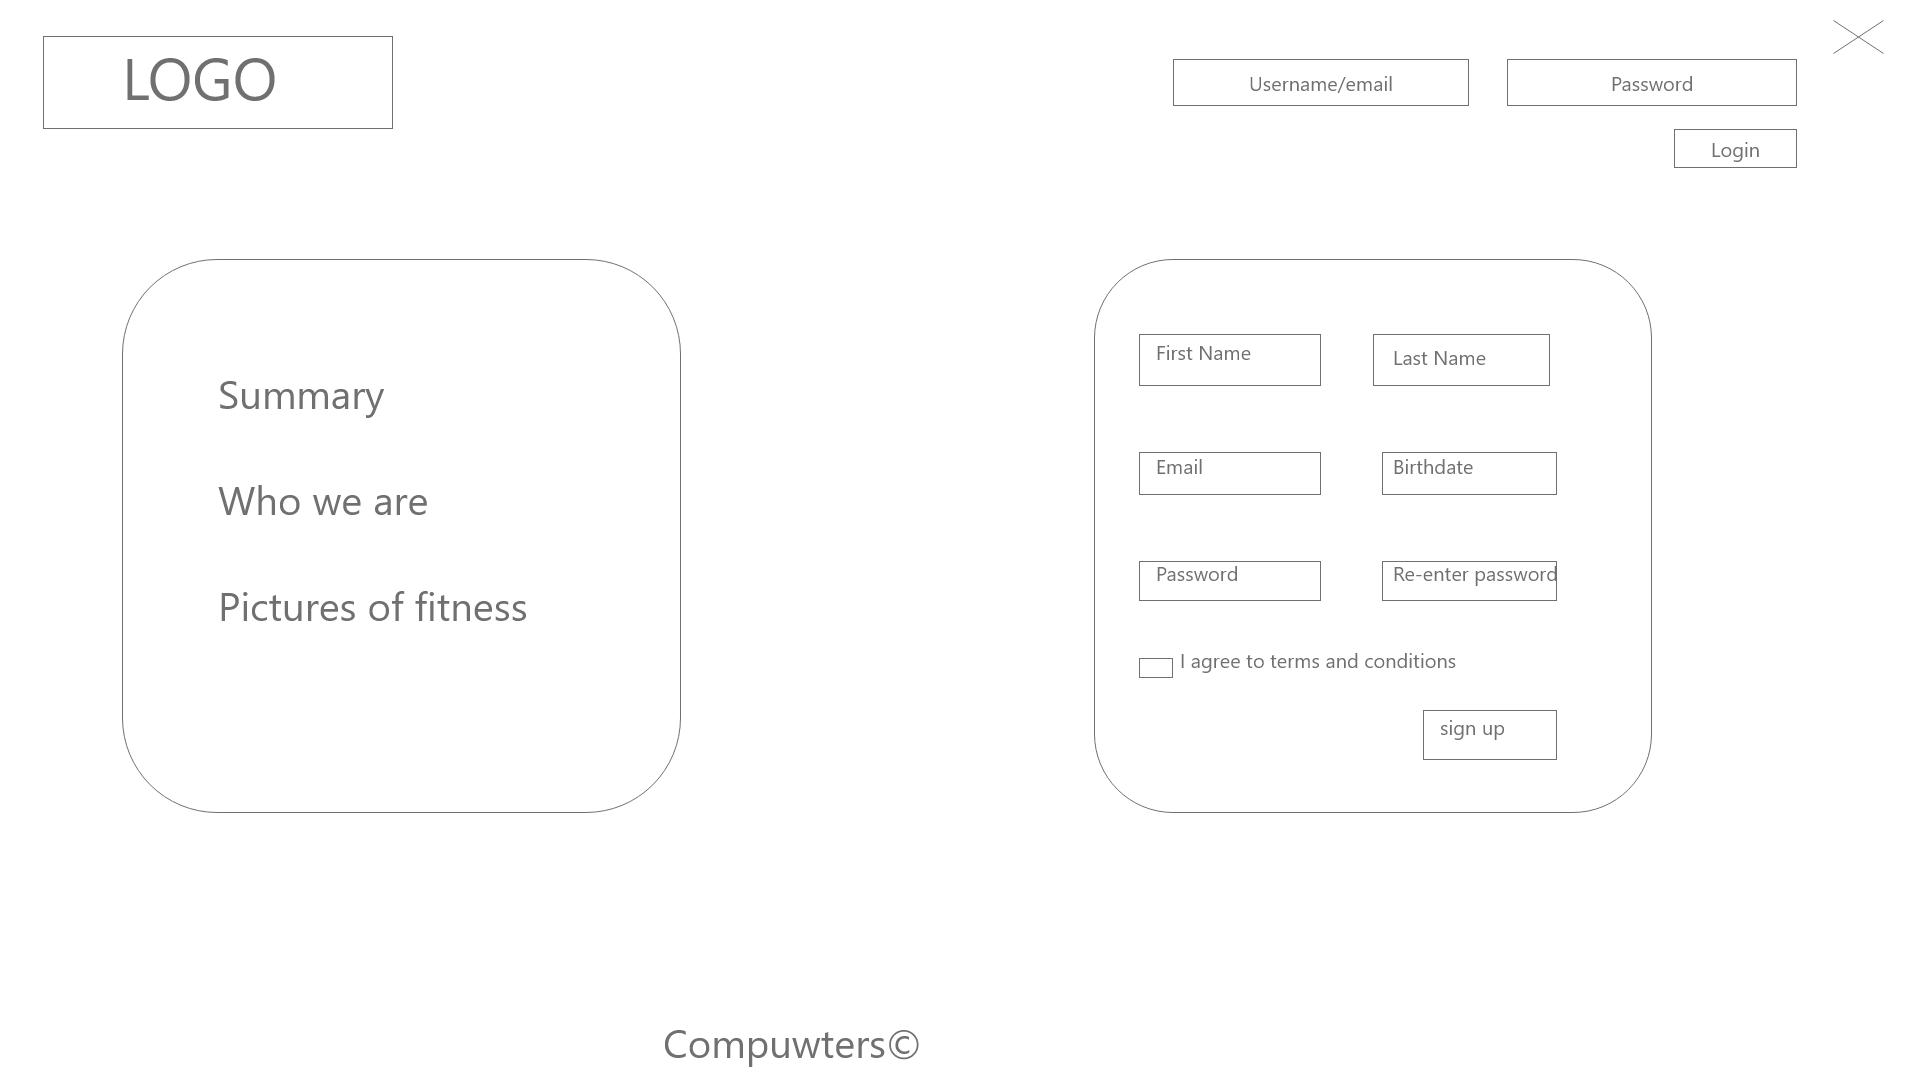 LOGO
Username/email
Password
Login
Summary
Who we are
Pictures of fitness
First Name
Last Name
Email
Birthdate
Password
Re-enter password
I agree to terms and conditions
sign up
Compuwters©